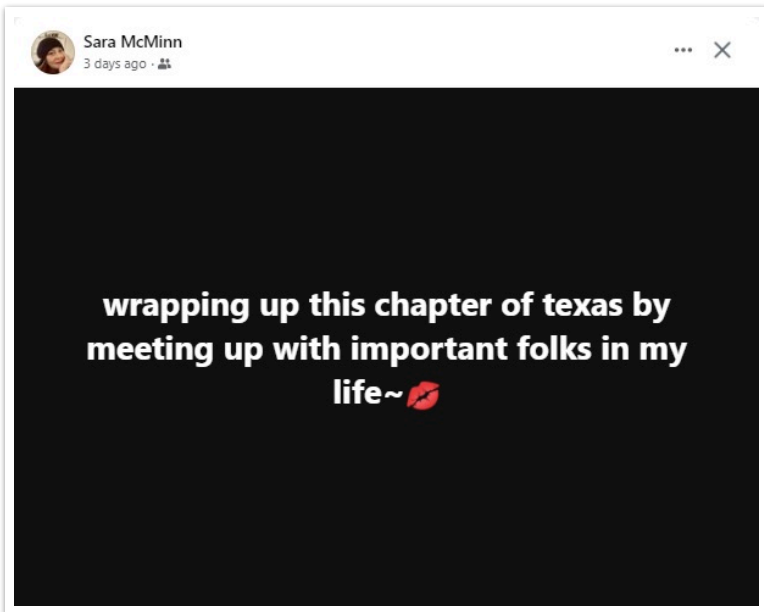 Sara McMinn
3 days ago ·
wrapping up this chapter of texas by
meeting up with important folks in my
life~💋